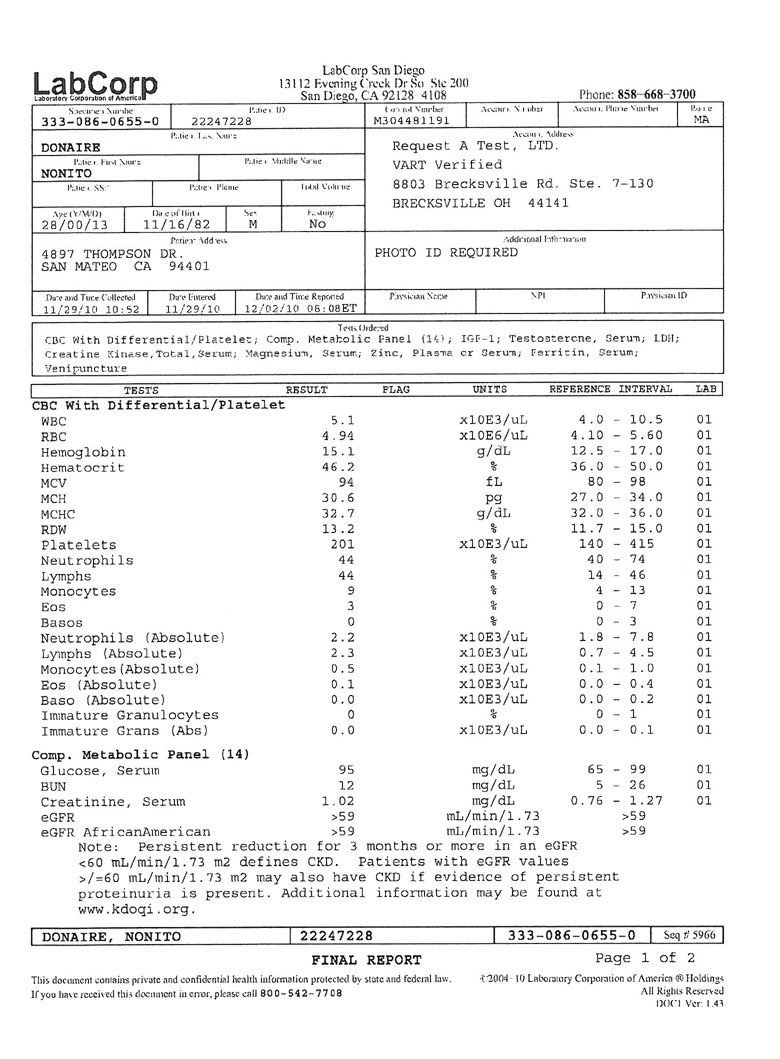 LabCorp San Diego
13112 Evening Creek Dr So Ste 200
San Diego, CA 92128-4108
LabCorp
Laboratory Corporation of America
Phone: 858-668-3700
Specimen Number Patient ID Control Number Account Number Account Phone Number Route
333-086-0655-0 22247228 M304481191 MA
Patient Last Name
DONAIRE
Account Address
Request A Test, LTD.
VART Verified
8803 Brecksville Rd. Ste. 7-130
BRECKSVILLE OH 44141
Patient First Name Patient Middle Name
NONITO
Patient SS# Patient Phone Total Volume
Age (Y/M/D) Date of Birth Sex Fasting
28/00/13 11/16/82 M No
Patient Address
4897 THOMPSON DR.
SAN MATEO CA 94401
Additional Information
PHOTO ID REQUIRED
Date and Time Collected Date Entered Date and Time Reported Physician Name NPI Physician ID
11/29/10 10:52 11/29/10 12/02/10 08:08ET
Tests Ordered
CBC With Differential/Platelet; Comp. Metabolic Panel (14); IGF-1; Testosterone, Serum; LDH;
Creatine Kinase,Total,Serum; Magnesium, Serum; Zinc, Plasma or Serum; Ferritin, Serum;
Venipuncture
TESTS RESULT FLAG UNITS REFERENCE INTERVAL LAB
CBC With Differential/Platelet
WBC 5.1 x10E3/uL 4.0 - 10.5 01
RBC 4.94 x10E6/uL 4.10 - 5.60 01
Hemoglobin 15.1 g/dL 12.5 - 17.0 01
Hematocrit 46.2 % 36.0 - 50.0 01
MCV 94 fL 80 - 98 01
MCH 30.6 pg 27.0 - 34.0 01
MCHC 32.7 g/dL 32.0 - 36.0 01
RDW 13.2 % 11.7 - 15.0 01
Platelets 201 x10E3/uL 140 - 415 01
Neutrophils 44 % 40 - 74 01
Lymphs 44 % 14 - 46 01
Monocytes 9 % 4 - 13 01
Eos 3 % 0 - 7 01
Basos 0 % 0 - 3 01
Neutrophils (Absolute) 2.2 x10E3/uL 1.8 - 7.8 01
Lymphs (Absolute) 2.3 x10E3/uL 0.7 - 4.5 01
Monocytes(Absolute) 0.5 x10E3/uL 0.1 - 1.0 01
Eos (Absolute) 0.1 x10E3/uL 0.0 - 0.4 01
Baso (Absolute) 0.0 x10E3/uL 0.0 - 0.2 01
Immature Granulocytes 0 % 0 - 1 01
Immature Grans (Abs) 0.0 x10E3/uL 0.0 - 0.1 01
Comp. Metabolic Panel (14)
Glucose, Serum 95 mg/dL 65 - 99 01
BUN 12 mg/dL 5 - 26 01
Creatinine, Serum 1.02 mg/dL 0.76 - 1.27 01
eGFR >59 mL/min/1.73 >59
eGFR AfricanAmerican >59 mL/min/1.73 >59
Note: Persistent reduction for 3 months or more in an eGFR
<60 mL/min/1.73 m2 defines CKD. Patients with eGFR values
>/=60 mL/min/1.73 m2 may also have CKD if evidence of persistent
proteinuria is present. Additional information may be found at
www.kdoqi.org.
DONAIRE, NONITO 22247228 333-086-0655-0 Seq # 5966
FINAL REPORT Page 1 of 2
This document contains private and confidential health information protected by state and federal law.
If you have received this document in error, please call 800-542-7708
©2004-10 Laboratory Corporation of America ® Holdings
All Rights Reserved
DOC1 Ver: 1.43